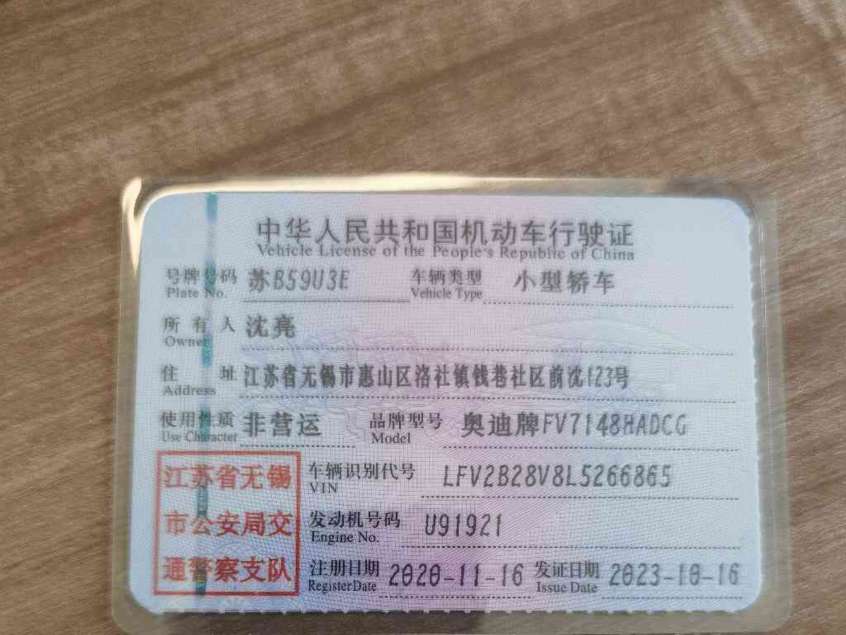 中华人民共和国机动车行驶证
Vehicle License of the People's Republic of China
号牌号码 苏B59U3E 车辆类型 小型轿车
Plate No. Vehicle Type
所有人 沈亮
Owner
住址 江苏省无锡市惠山区洛社镇钱巷社区前沈123号
Address
使用性质 非营运 品牌型号 奥迪牌FV7148HADCG
Use Character Model
江苏省无锡 车辆识别代号 LFV2B28V8L5266865
VIN
市公安局交 发动机号码 U91921
Engine No.
通警察支队 注册日期 2020-11-16 发证日期 2023-10-16
Register Date Issue Date